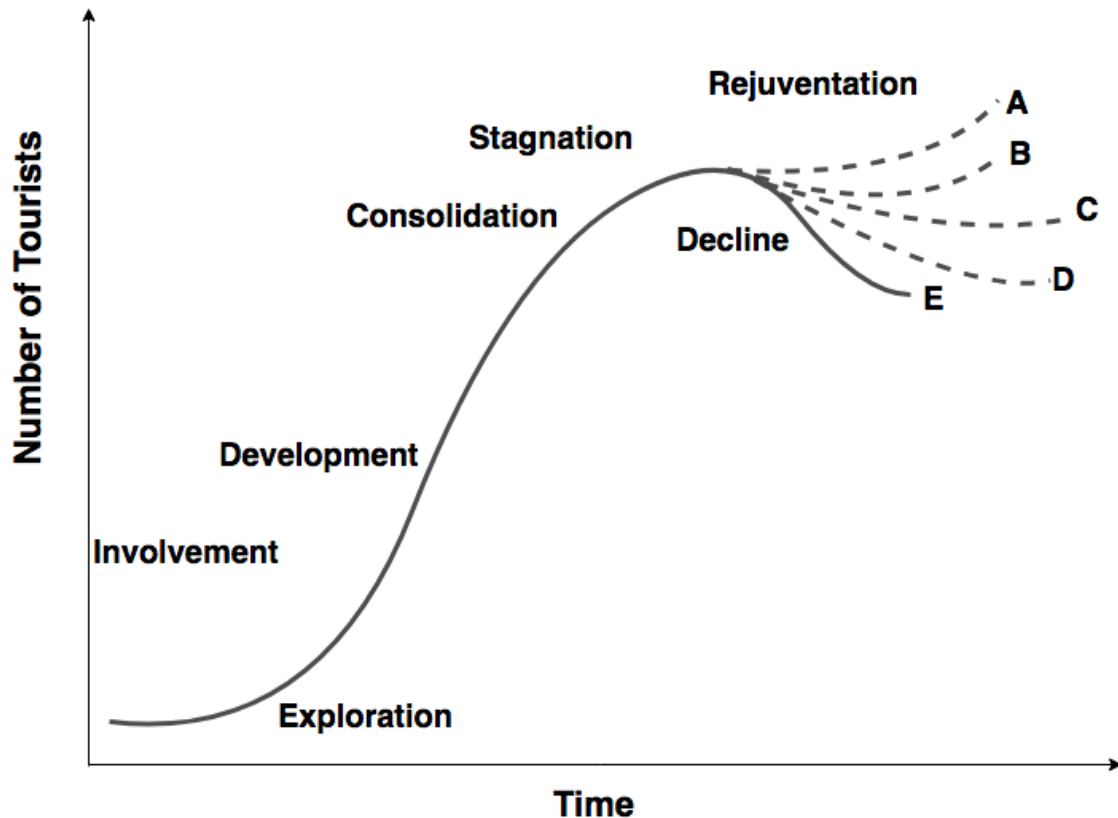 Rejuventation
A
Stagnation
B
Consolidation
C
Decline
D
E
Number of Tourists
Development
Involvement
Exploration
Time